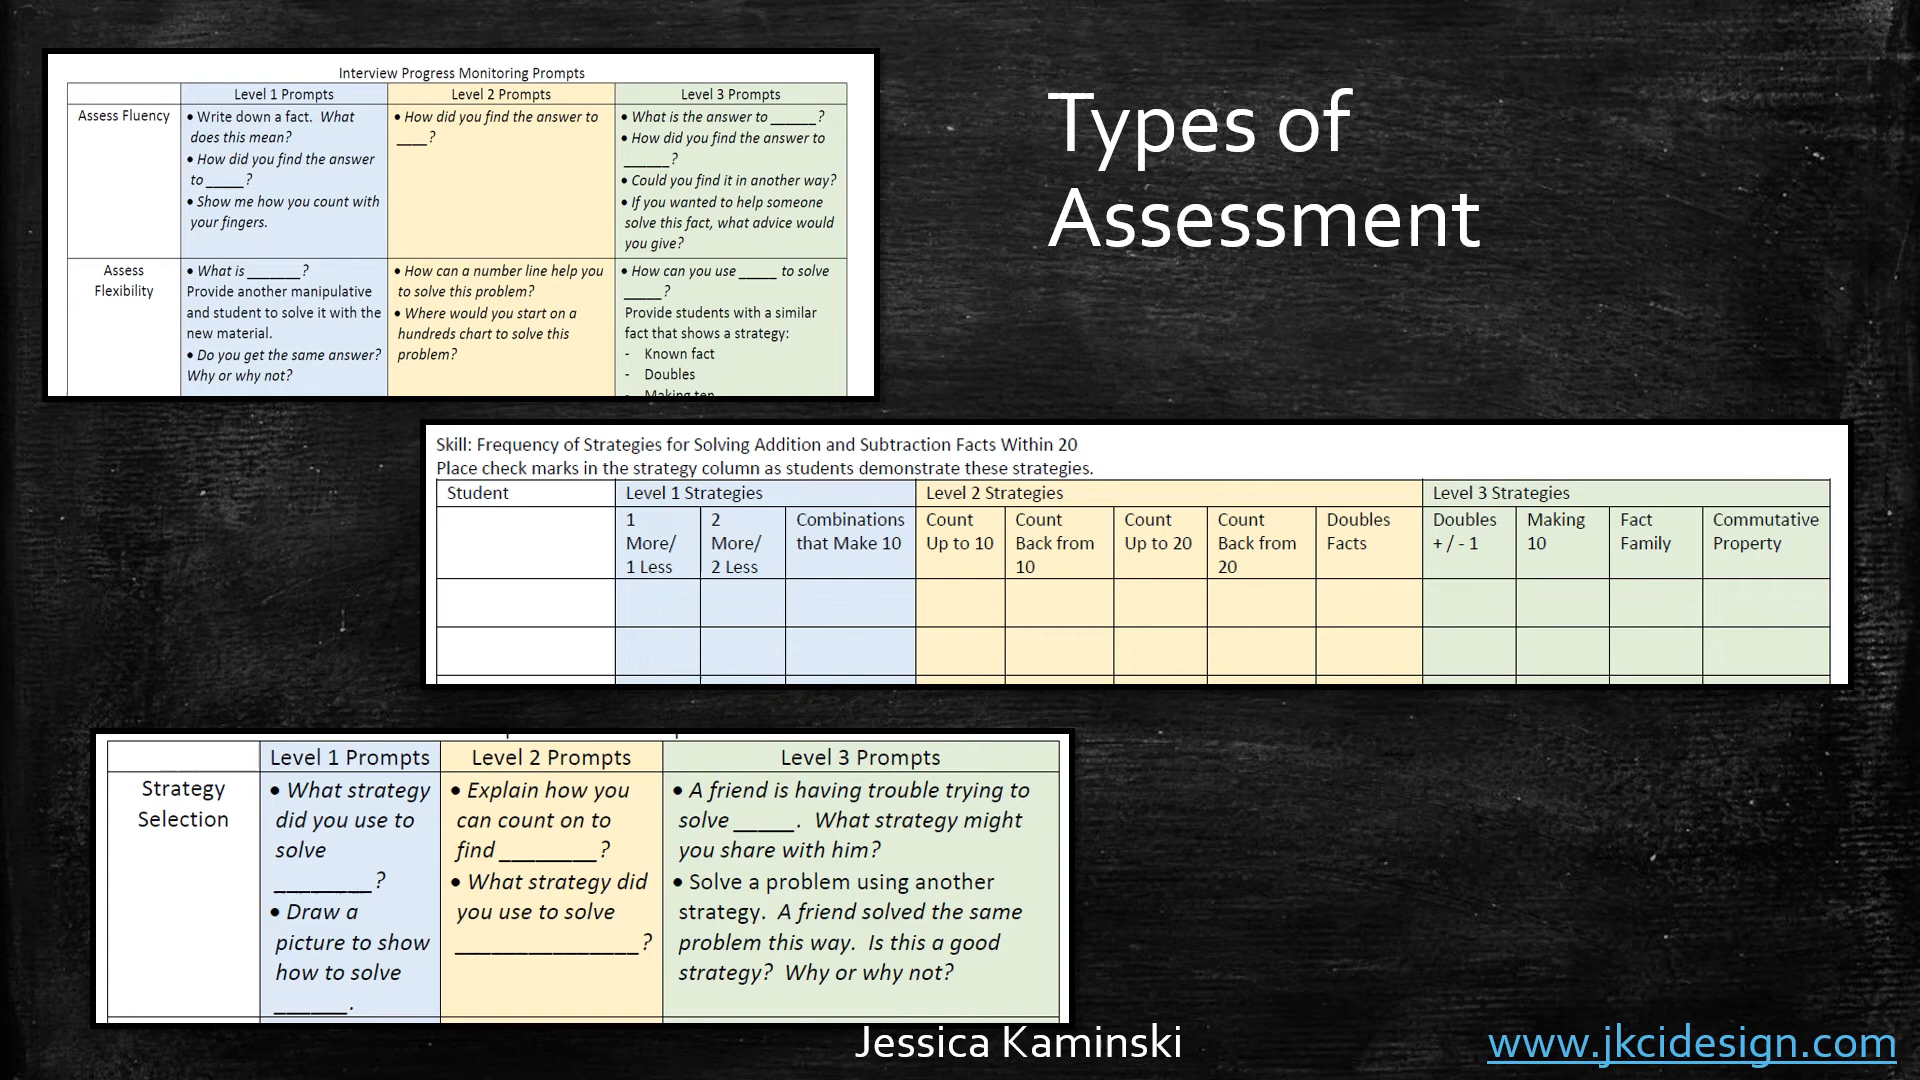 Types of
Assessment
Interview Progress Monitoring Prompts
Level 1 Prompts
Level 2 Prompts
Level 3 Prompts
Assess Fluency
• Write down a fact. What
does this mean?
• How did you find the answer
to _____?
• Show me how you count with
your fingers.
• How did you find the answer to
____?
• What is the answer to ______?
• How did you find the answer to
______?
• Could you find it in another way?
• If you wanted to help someone
solve this fact, what advice would
you give?
Assess
Flexibility
• What is _______?
Provide another manipulative
and student to solve it with the
new material.
• Do you get the same answer?
Why or why not?
• How can a number line help you
to solve this problem?
• Where would you start on a
hundreds chart to solve this
problem?
• How can you use _____ to solve
_____?
Provide students with a similar
fact that shows a strategy:
- Known fact
- Doubles
- Making ten
Skill: Frequency of Strategies for Solving Addition and Subtraction Facts Within 20
Place check marks in the strategy column as students demonstrate these strategies.
Student
Level 1 Strategies
Level 2 Strategies
Level 3 Strategies
1
More/
1 Less
2
More/
2 Less
Combinations
that Make 10
Count
Up to 10
Count
Back from
10
Count
Up to 20
Count
Back from
20
Doubles
Facts
Doubles
+ / - 1
Making
10
Fact
Family
Commutative
Property
Level 1 Prompts
Level 2 Prompts
Level 3 Prompts
Strategy
Selection
• What strategy
did you use to
solve
________?
• Draw a
picture to show
how to solve
______.
• Explain how you
can count on to
find ________?
• What strategy did
you use to solve
_______________?
• A friend is having trouble trying to
solve _____. What strategy might
you share with him?
• Solve a problem using another
strategy. A friend solved the same
problem this way. Is this a good
strategy? Why or why not?
Jessica Kaminski
www.jkcidesign.com